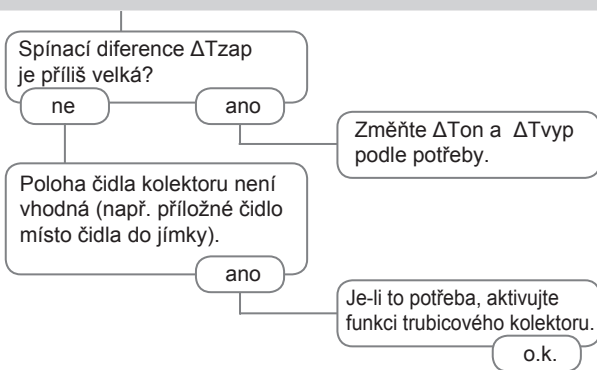 Spínací diference ΔTzap
je příliš velká?
ne
ano
Změňte ΔTon a ΔTvyp
podle potřeby.
Poloha čidla kolektoru není
vhodná (např. příložné čidlo
místo čidla do jímky).
ano
Je-li to potřeba, aktivujte
funkci trubicového kolektoru.
o.k.